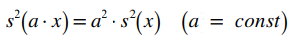 s²(a · x) = a² · s²(x)   (a = const)